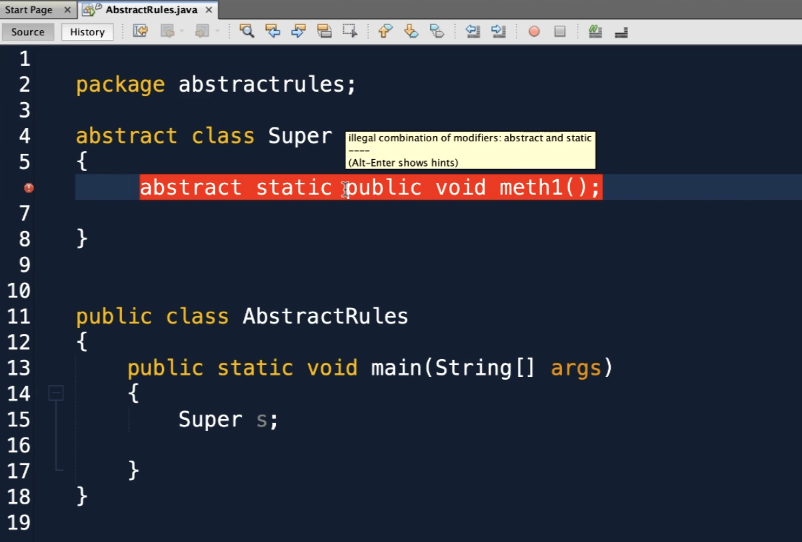 Start Page
AbstractRules.java
Source
History
1
2 package abstractrules;
3
4 abstract class Super
illegal combination of modifiers: abstract and static
----
(Alt-Enter shows hints)
5 {
abstract static public void meth1();
7
8 }
9
10
11 public class AbstractRules
12 {
13 public static void main(String[] args)
14 {
15 Super s;
16
17 }
18 }
19